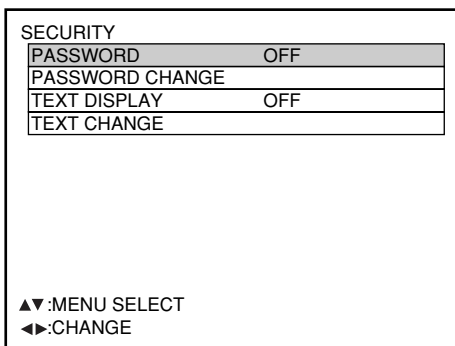 SECURITY
PASSWORD OFF
PASSWORD CHANGE
TEXT DISPLAY OFF
TEXT CHANGE
▲▼:MENU SELECT
◀▶:CHANGE